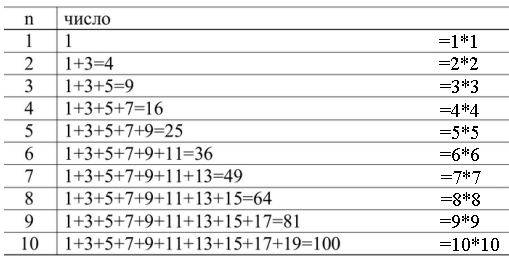 n число
1 1 =1*1
2 1+3=4 =2*2
3 1+3+5=9 =3*3
4 1+3+5+7=16 =4*4
5 1+3+5+7+9=25 =5*5
6 1+3+5+7+9+11=36 =6*6
7 1+3+5+7+9+11+13=49 =7*7
8 1+3+5+7+9+11+13+15=64 =8*8
9 1+3+5+7+9+11+13+15+17=81 =9*9
10 1+3+5+7+9+11+13+15+17+19=100 =10*10